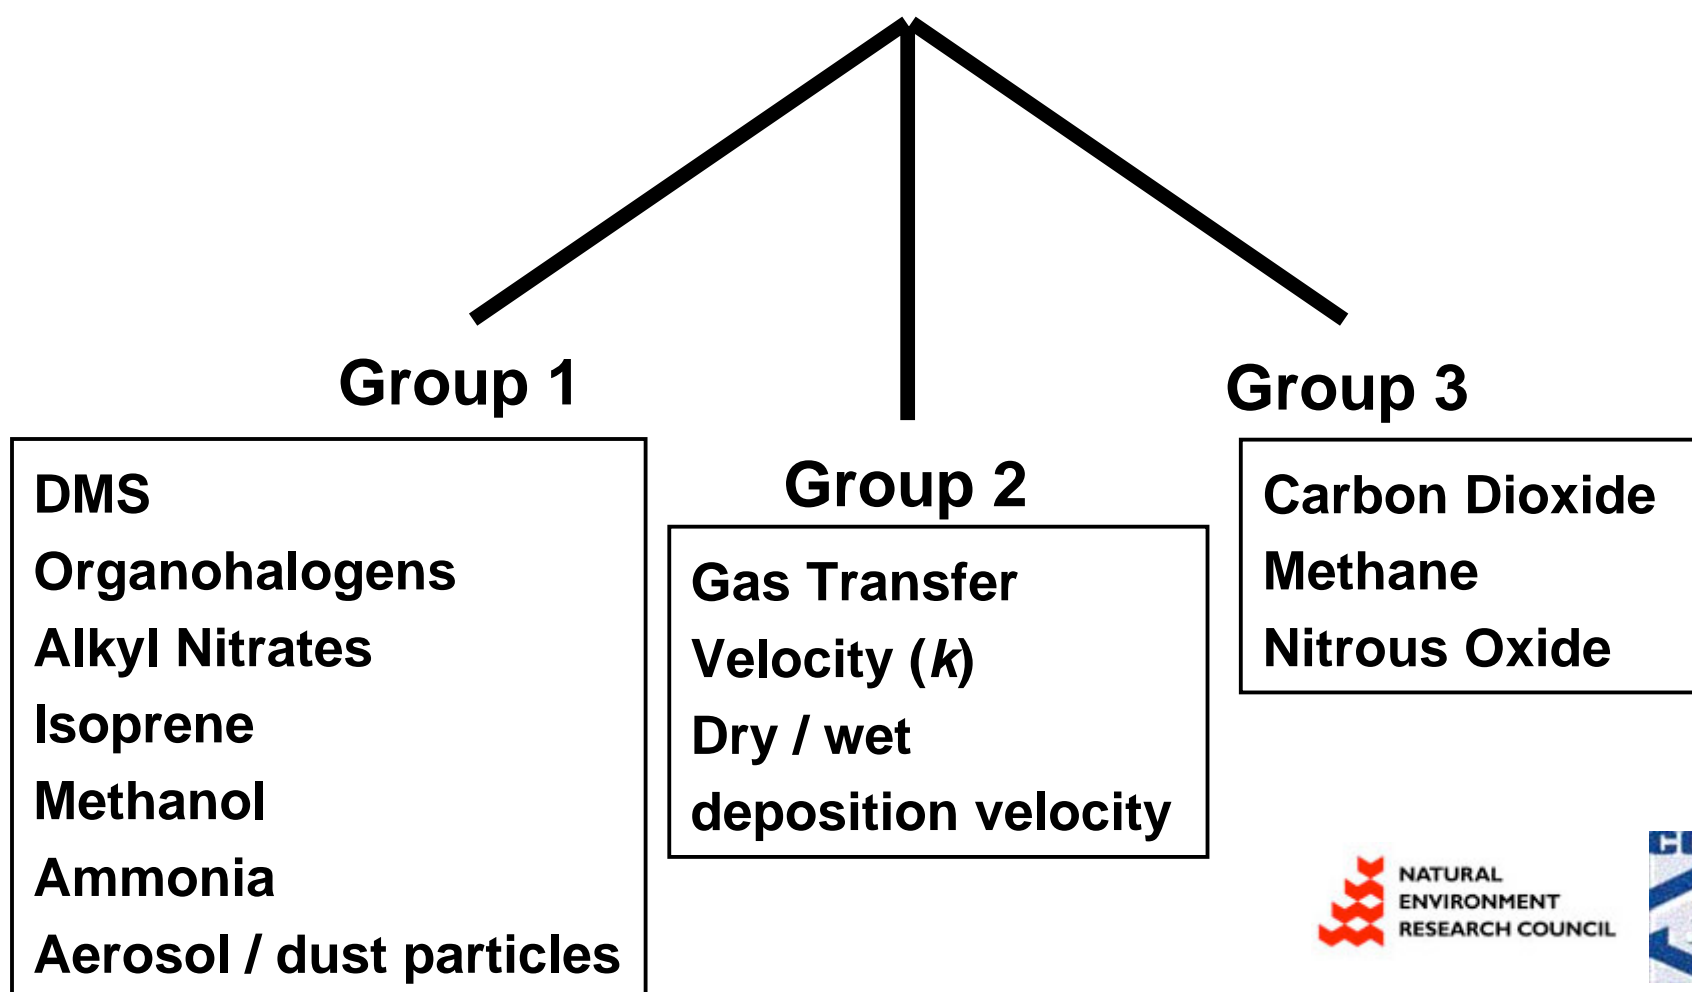 Group 1
DMS
Organohalogens
Alkyl Nitrates
Isoprene
Methanol
Ammonia
Aerosol / dust particles
Group 2
Gas Transfer
Velocity (k)
Dry / wet
deposition velocity
Group 3
Carbon Dioxide
Methane
Nitrous Oxide
NATURAL
ENVIRONMENT
RESEARCH COUNCIL